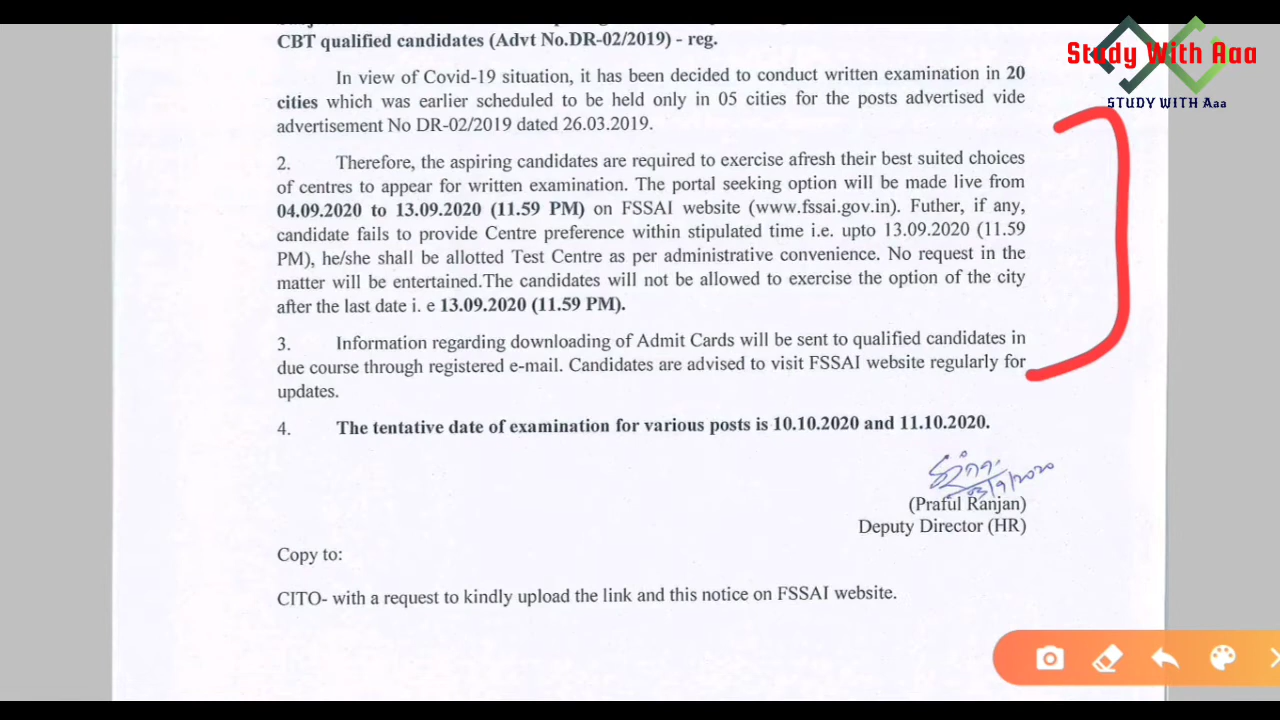 CBT qualified candidates (Advt No.DR-02/2019) - reg.
Study With Aaa
STUDY WITH Aaa
In view of Covid-19 situation, it has been decided to conduct written examination in 20
cities which was earlier scheduled to be held only in 05 cities for the posts advertised vide
advertisement No DR-02/2019 dated 26.03.2019.
2. Therefore, the aspiring candidates are required to exercise afresh their best suited choices
of centres to appear for written examination. The portal seeking option will be made live from
04.09.2020 to 13.09.2020 (11.59 PM) on FSSAI website (www.fssai.gov.in). Futher, if any,
candidate fails to provide Centre preference within stipulated time i.e. upto 13.09.2020 (11.59
PM), he/she shall be allotted Test Centre as per administrative convenience. No request in the
matter will be entertained.The candidates will not be allowed to exercise the option of the city
after the last date i. e 13.09.2020 (11.59 PM).
3. Information regarding downloading of Admit Cards will be sent to qualified candidates in
due course through registered e-mail. Candidates are advised to visit FSSAI website regularly for
updates.
4. The tentative date of examination for various posts is 10.10.2020 and 11.10.2020.
03/9/2020
(Praful Ranjan)
Deputy Director (HR)
Copy to:
CITO- with a request to kindly upload the link and this notice on FSSAI website.